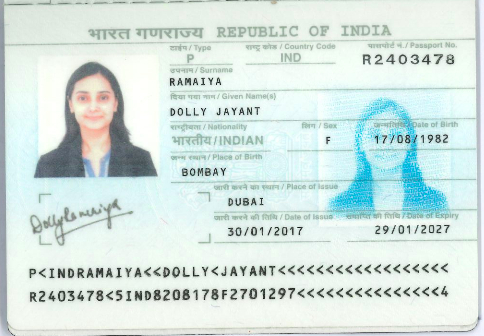 भारत गणराज्य REPUBLIC OF INDIA
टाइप / Type राष्ट्र कोड / Country Code पासपोर्ट नं. / Passport No.
P IND R2403478
उपनाम / Surname
RAMAIYA
दिया गया नाम / Given Name(s)
DOLLY JAYANT
राष्ट्रीयता / Nationality लिंग / Sex जन्मतिथि / Date of Birth
भारतीय / INDIAN F 17/08/1982
जन्म स्थान / Place of Birth
BOMBAY
जारी करने का स्थान / Place of Issue
DUBAI
जारी करने की तिथि / Date of Issue समाप्ति की तिथि / Date of Expiry
30/01/2017 29/01/2027
DollyRamaiya
P<INDRAMAIYA<<DOLLY<JAYANT<<<<<<<<<<<<<<<<<<
R2403478<5IND8208178F2701297<<<<<<<<<<<<<<<4